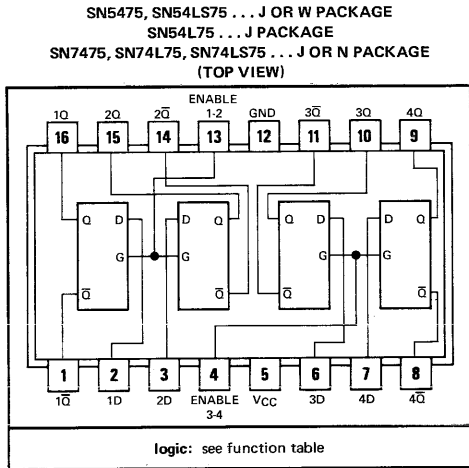 SN5475, SN54LS75 . . . J OR W PACKAGE
SN54L75 . . . J PACKAGE
SN7475, SN74L75, SN74LS75 . . . J OR N PACKAGE
(TOP VIEW)
1Q 2Q 2Q̅ ENABLE 1-2 GND 3Q̅ 3Q 4Q
16 15 14 13 12 11 10 9
Q D D Q Q D D Q
G G G G
Q̅ Q̅ Q̅ Q̅
1 2 3 4 5 6 7 8
1Q̅ 1D 2D ENABLE 3-4 VCC 3D 4D 4Q̅
logic: see function table